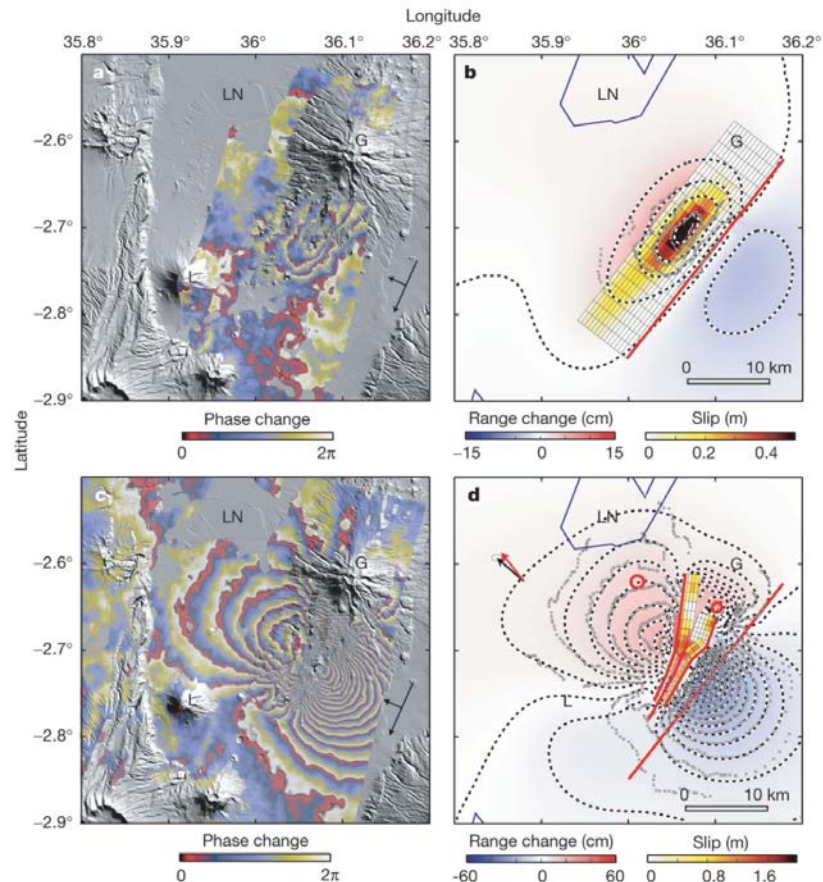 Longitude
35.8° 35.9° 36° 36.1° 36.2° 35.8° 35.9° 36° 36.1° 36.2°
a LN G L
b LN G
−2.6°
−2.7°
−2.8°
−2.9°
0 10 km
Phase change
0 2π
Range change (cm)
−15 0 15
Slip (m)
0 0.2 0.4
Latitude
c LN G L
d LN G L
−2.6°
−2.7°
−2.8°
−2.9°
0 10 km
Phase change
0 2π
Range change (cm)
−60 0 60
Slip (m)
0 0.8 1.6